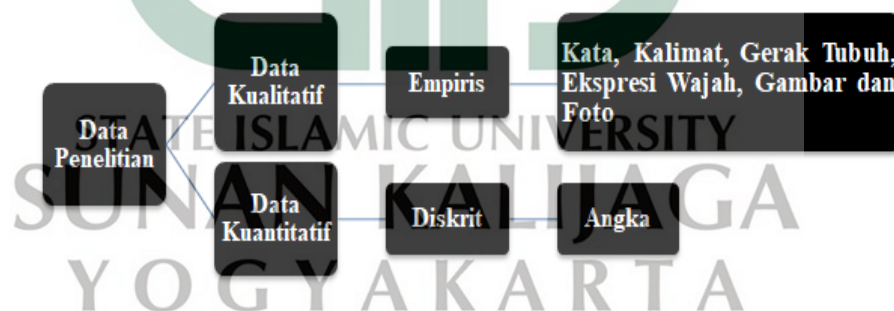 Data
Penelitian
Data
Kualitatif
Empiris
Kata, Kalimat, Gerak Tubuh,
Ekspresi Wajah, Gambar dan
Foto
Data
Kuantitatif
Diskrit
Angka
STATE ISLAMIC UNIVERSITY
SUNAN KALIJAGA
YOGYAKARTA